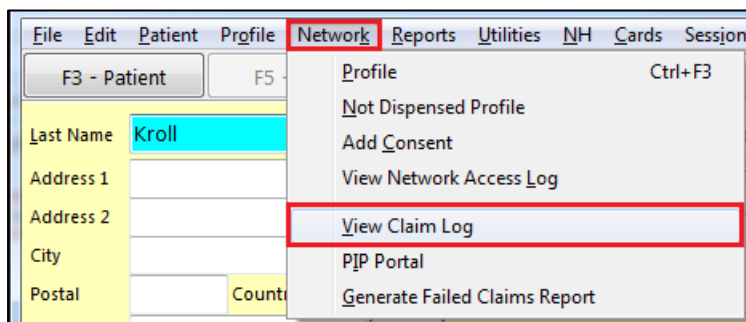 File Edit Patient Profile Network Reports Utilities NH Cards Session
F3 - Patient F5 -
Profile Ctrl+F3
Not Dispensed Profile
Add Consent
View Network Access Log
View Claim Log
PIP Portal
Generate Failed Claims Report
Last Name Kroll
Address 1
Address 2
City
Postal